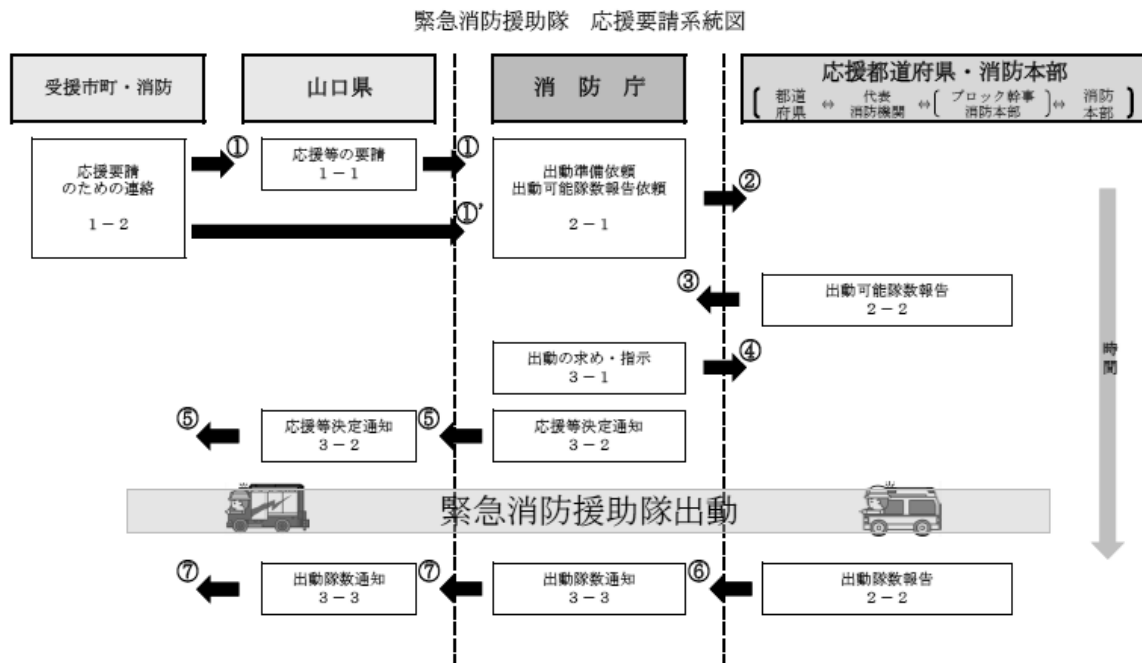 緊急消防援助隊　応援要請系統図
受援市町・消防
山口県
消　防　庁
応援都道府県・消防本部
都道府県 ⇔ 代表消防機関 ⇔ ブロック幹事消防本部 ⇔ 消防本部
応援要請
のための連絡
１－２
①
応援等の要請
１－１
①
①’
出動準備依頼
出動可能隊数報告依頼
２－１
②
③
出動可能隊数報告
２－２
出動の求め・指示
３－１
④
⑤
応援等決定通知
３－２
⑤
応援等決定通知
３－２
時間
緊急消防援助隊出動
⑦
出動隊数通知
３－３
⑦
出動隊数通知
３－３
⑥
出動隊数報告
２－２